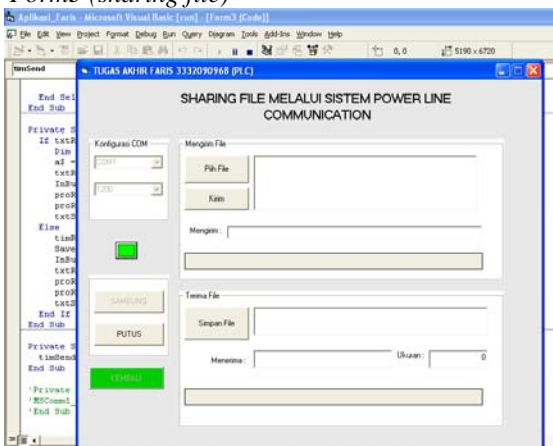 Form3 (sharing file)
Aplikasi_Faris - Microsoft Visual Basic [run] - [Form3 (Code)]
File Edit View Project Format Debug Run Query Diagram Tools Add-Ins Window Help
0, 0 5190 x 6720
timSend
TUGAS AKHIR FARIS 3332090968 (PLC)
SHARING FILE MELALUI SISTEM POWER LINE
COMMUNICATION
End Sel
End Sub
Private S
If txtR
Dim
a$ =
txtR
InBu
proR
proR
txtS
Else
timR
Save
InBu
txtR
proR
proR
txtS
End If
End Sub
Private S
timSend
End Sub
'Private
'MSComm1_
'End Sub
Konfigurasi COM
COM1
1200
SAMBUNG
PUTUS
KEMBALI
Mengirim File
Pilih File
Kirim
Mengirim :
Terima File
Simpan File
Menerima :
Ukuran : 0